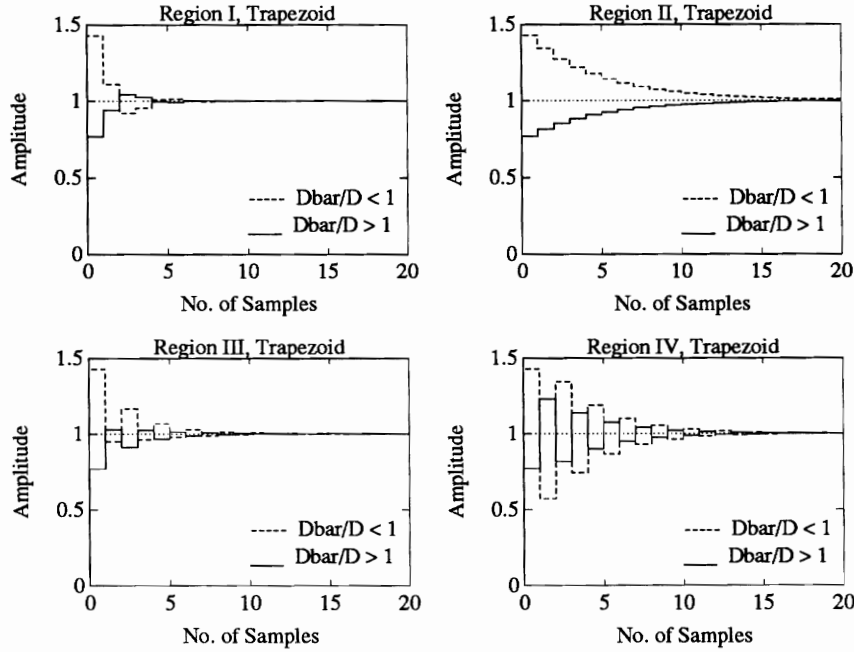 Region I, Trapezoid
1.5
1
0.5
0
Amplitude
Dbar/D < 1
Dbar/D > 1
0 5 10 15 20
No. of Samples
Region II, Trapezoid
1.5
1
0.5
0
Amplitude
Dbar/D < 1
Dbar/D > 1
0 5 10 15 20
No. of Samples
Region III, Trapezoid
1.5
1
0.5
0
Amplitude
Dbar/D < 1
Dbar/D > 1
0 5 10 15 20
No. of Samples
Region IV, Trapezoid
1.5
1
0.5
0
Amplitude
Dbar/D < 1
Dbar/D > 1
0 5 10 15 20
No. of Samples